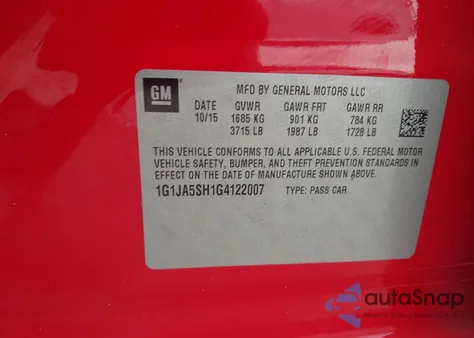 GM
MFD BY GENERAL MOTORS LLC
DATE GVWR GAWR FRT GAWR RR
10/15 1685 KG 901 KG 784 KG
3715 LB 1987 LB 1728 LB
THIS VEHICLE CONFORMS TO ALL APPLICABLE U.S. FEDERAL MOTOR
VEHICLE SAFETY, BUMPER, AND THEFT PREVENTION STANDARDS IN
EFFECT ON THE DATE OF MANUFACTURE SHOWN ABOVE.
1G1JA5SH1G4122007 TYPE: PASS CAR
autaSnap